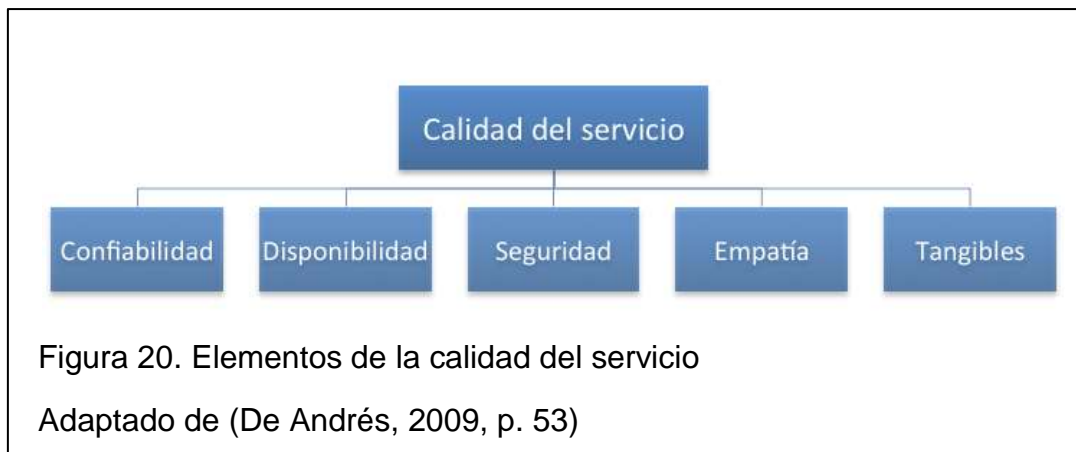 Calidad del servicio
Confiabilidad
Disponibilidad
Seguridad
Empatía
Tangibles
Figura 20. Elementos de la calidad del servicio
Adaptado de (De Andrés, 2009, p. 53)